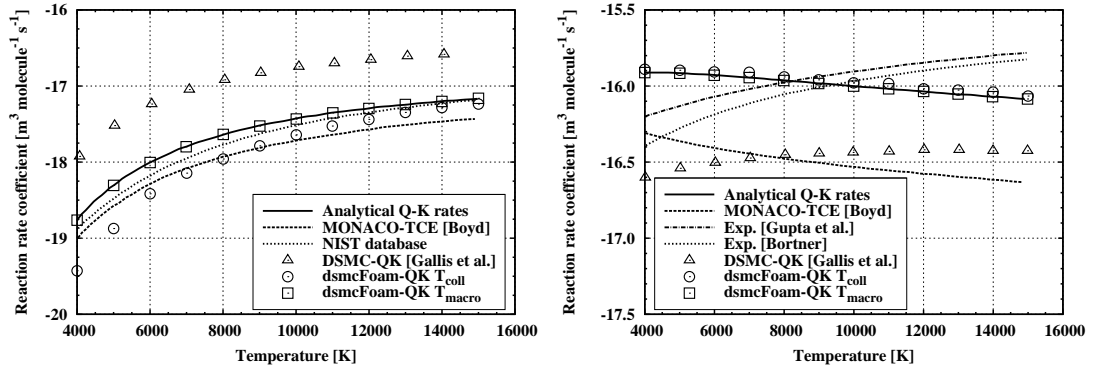 Reaction rate coefficient [m³ molecule⁻¹ s⁻¹]
-16
-17
-18
-19
-20
4000 6000 8000 10000 12000 14000 16000
Temperature [K]
Analytical Q-K rates
MONACO-TCE [Boyd]
NIST database
DSMC-QK [Gallis et al.]
dsmcFoam-QK T_coll
dsmcFoam-QK T_macro
Reaction rate coefficient [m³ molecule⁻¹ s⁻¹]
-15.5
-16.0
-16.5
-17.0
-17.5
4000 6000 8000 10000 12000 14000 16000
Temperature [K]
Analytical Q-K rates
MONACO-TCE [Boyd]
Exp. [Gupta et al.]
Exp. [Bortner]
DSMC-QK [Gallis et al.]
dsmcFoam-QK T_coll
dsmcFoam-QK T_macro